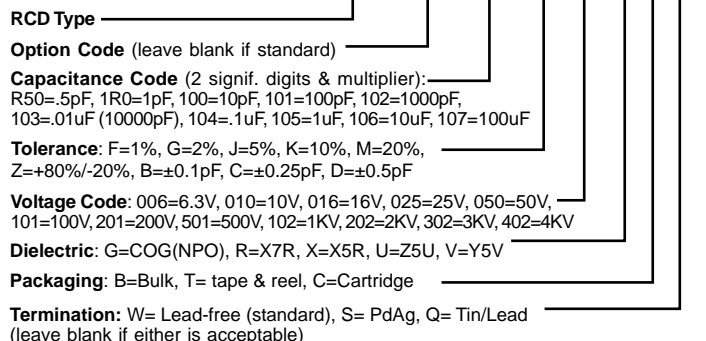 RCD Type
Option Code (leave blank if standard)
Capacitance Code (2 signif. digits & multiplier):
R50=.5pF, 1R0=1pF, 100=10pF, 101=100pF, 102=1000pF,
103=.01uF (10000pF), 104=.1uF, 105=1uF, 106=10uF, 107=100uF
Tolerance: F=1%, G=2%, J=5%, K=10%, M=20%,
Z=+80%/-20%, B=±0.1pF, C=±0.25pF, D=±0.5pF
Voltage Code: 006=6.3V, 010=10V, 016=16V, 025=25V, 050=50V,
101=100V, 201=200V, 501=500V, 102=1KV, 202=2KV, 302=3KV, 402=4KV
Dielectric: G=COG(NPO), R=X7R, X=X5R, U=Z5U, V=Y5V
Packaging: B=Bulk, T= tape & reel, C=Cartridge
Termination: W= Lead-free (standard), S= PdAg, Q= Tin/Lead
(leave blank if either is acceptable)